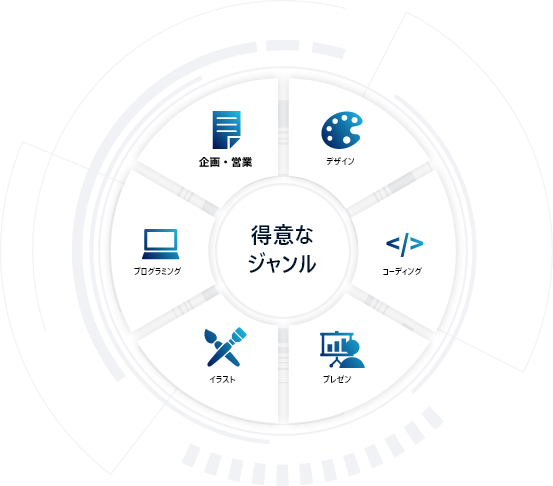 企画・営業
デザイン
得意な
ジャンル
プログラミング
</>
コーディング
イラスト
プレゼン